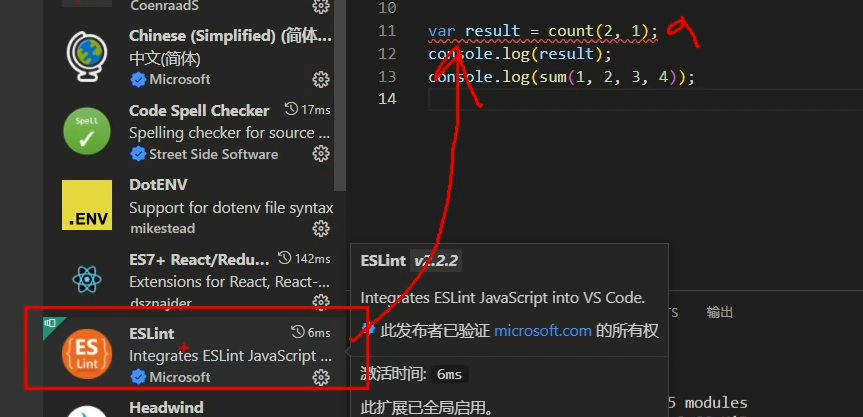 CoenraadS
Chinese (Simplified) (简体...
中文(简体)
Microsoft
Spell
Code Spell Checker 17ms
Spelling checker for source ...
Street Side Software
.ENV
DotENV
Support for dotenv file syntax
mikestead
ES7+ React/Redu... 142ms
Extensions for React, React-...
dsznajder
ES
Lint
ESLint 6ms
Integrates ESLint JavaScript ...
Microsoft
Headwind
10
11 var result = count(2, 1);
12 console.log(result);
13 console.log(sum(1, 2, 3, 4));
14
ESLint v2.2.2
Integrates ESLint JavaScript into VS Code.
此发布者已验证 microsoft.com 的所有权
激活时间: 6ms
此扩展已全局启用。
输出
5 modules